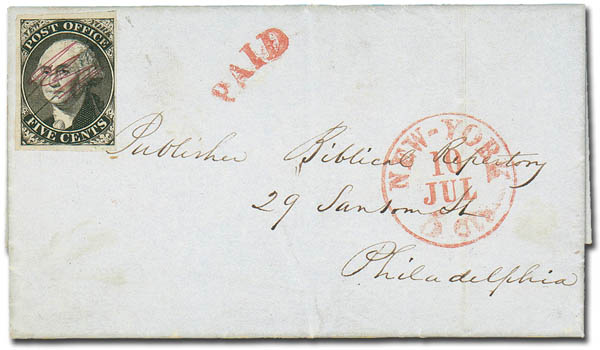 POST OFFICE
FIVE CENTS
PAID
NEW-YORK
10
JUL
Publisher Biblical Repertory
29 Sansom St
Philadelphia